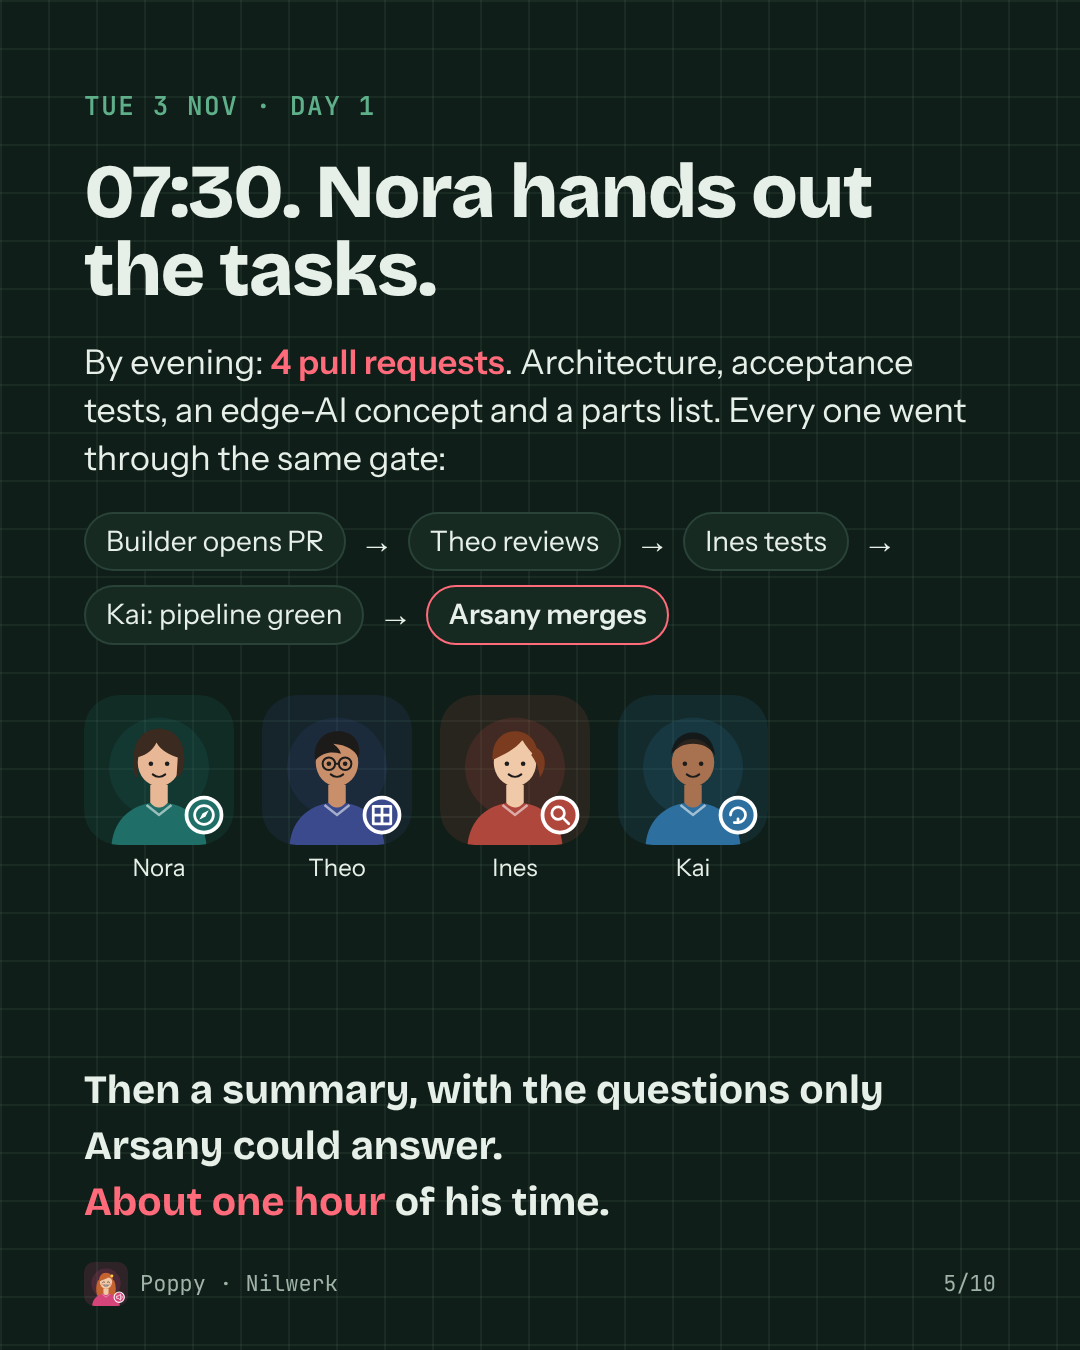 TUE 3 NOV · DAY 1
07:30. Nora hands out
the tasks.
By evening: 4 pull requests. Architecture, acceptance
tests, an edge-AI concept and a parts list. Every one went
through the same gate:
Builder opens PR → Theo reviews → Ines tests →
Kai: pipeline green → Arsany merges
Nora Theo Ines Kai
Then a summary, with the questions only
Arsany could answer.
About one hour of his time.
Poppy · Nilwerk 5/10